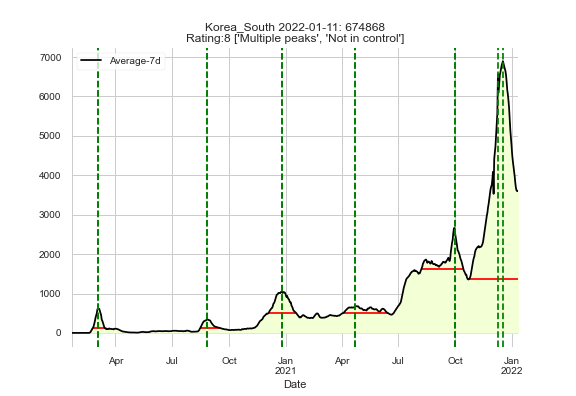 Korea_South 2022-01-11: 674868
Rating:8 ['Multiple peaks', 'Not in control']
Average-7d
7000
6000
5000
4000
3000
2000
1000
0
Apr Jul Oct Jan Apr Jul Oct Jan
2021 2022
Date